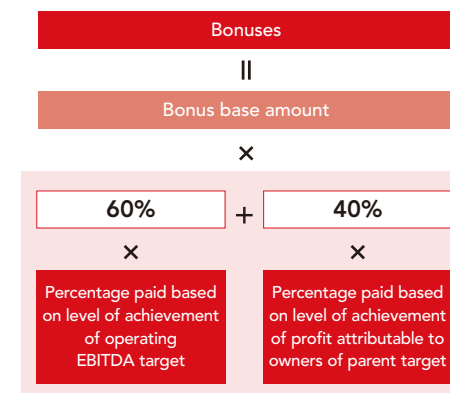 Bonuses
=
Bonus base amount
×
60% + 40%
× ×
Percentage paid based
on level of achievement
of operating
EBITDA target
Percentage paid based
on level of achievement
of profit attributable to
owners of parent target